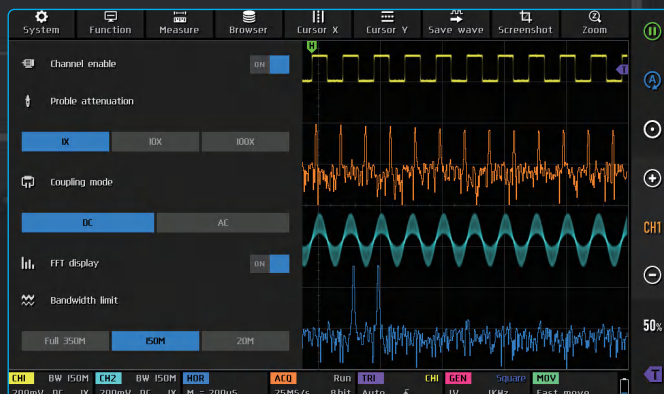 System Function Measure Browser Cursor X Cursor Y Save wave Screenshot Zoom
H
Channel enable ON
T
A
Proble attenuation
1X 10X 100X
Coupling mode
DC AC
CH1
FFT display ON
Bandwidth limit
50%
Full 350M 150M 20M
T
CH1 BW 150M CH2 BW 150M HOR ACQ Run TRI CH1 GEN Square MOV
200mV DC 1X 200mV DC 1X M = 200uS 25MS/s 8bit Auto 1V 1KHz Fast move